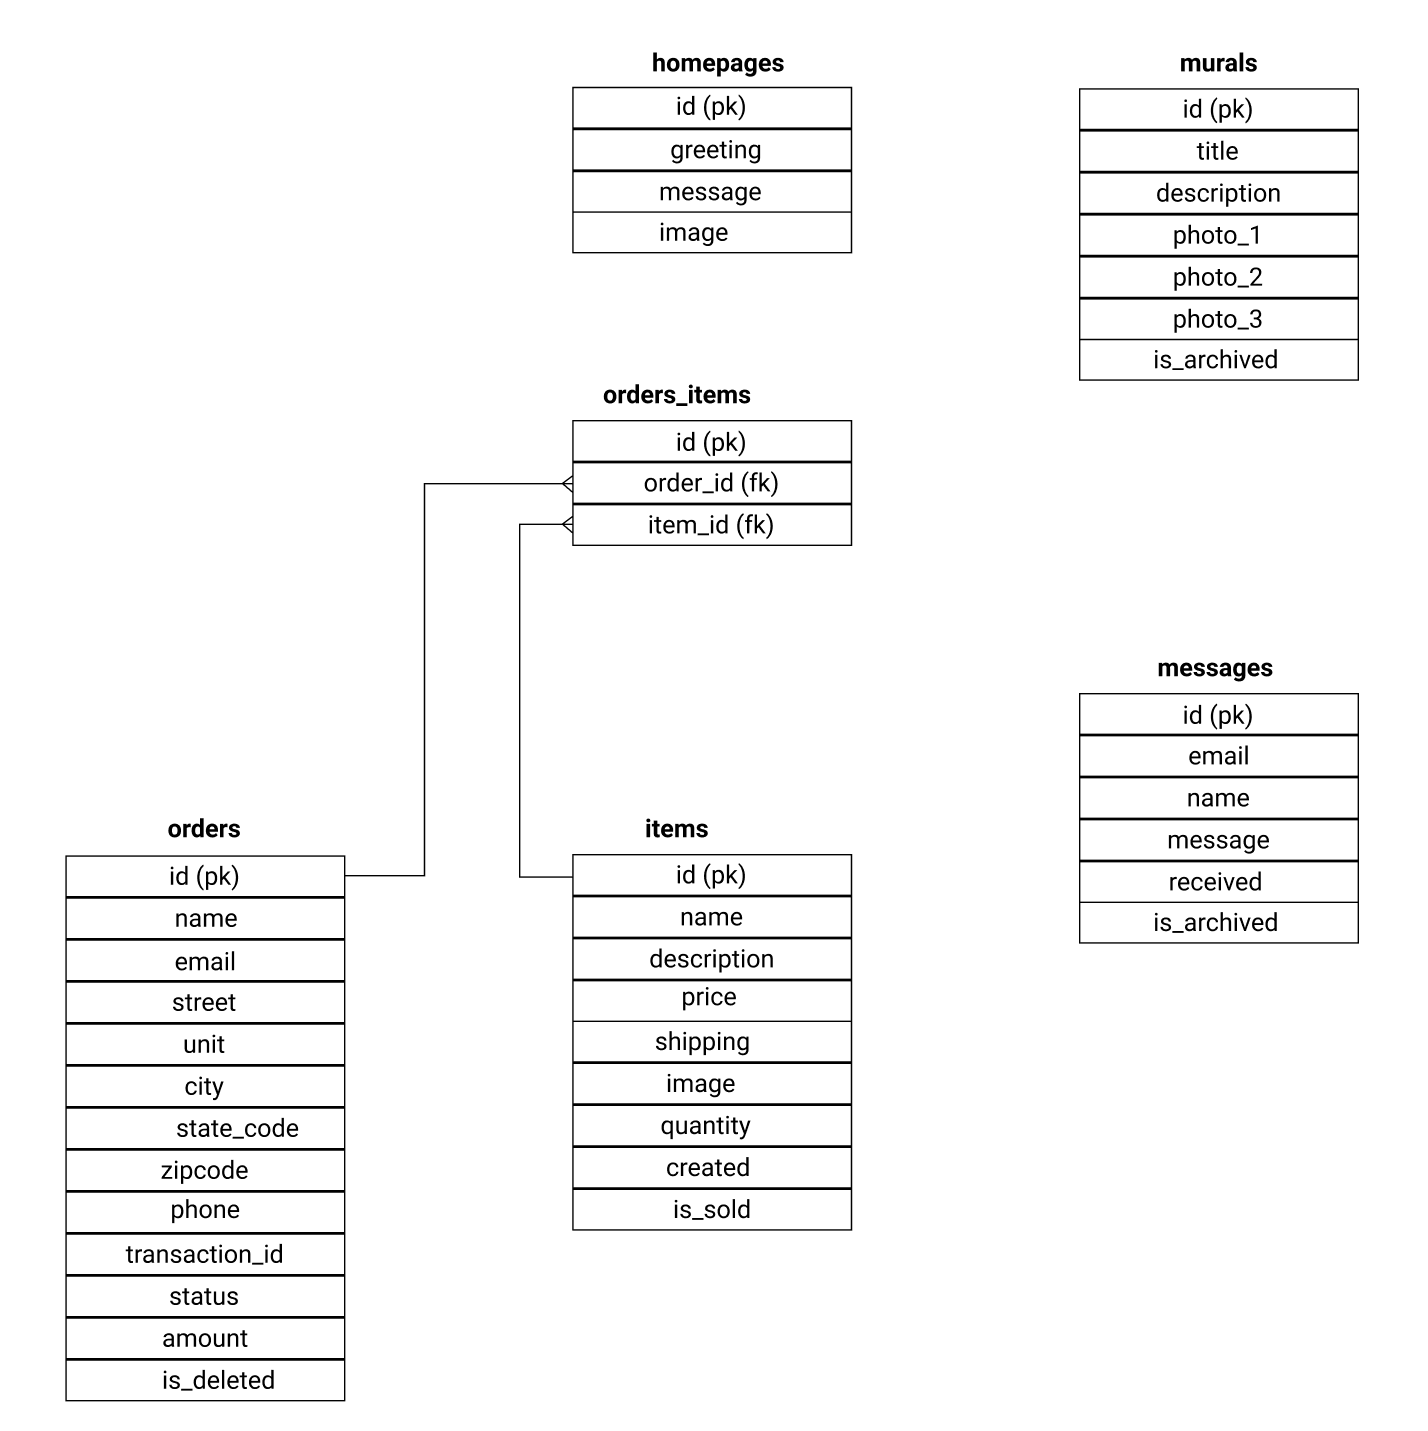 homepages
id (pk)
greeting
message
image
murals
id (pk)
title
description
photo_1
photo_2
photo_3
is_archived
orders_items
id (pk)
order_id (fk)
item_id (fk)
messages
id (pk)
email
name
message
received
is_archived
orders
id (pk)
name
email
street
unit
city
state_code
zipcode
phone
transaction_id
status
amount
is_deleted
items
id (pk)
name
description
price
shipping
image
quantity
created
is_sold